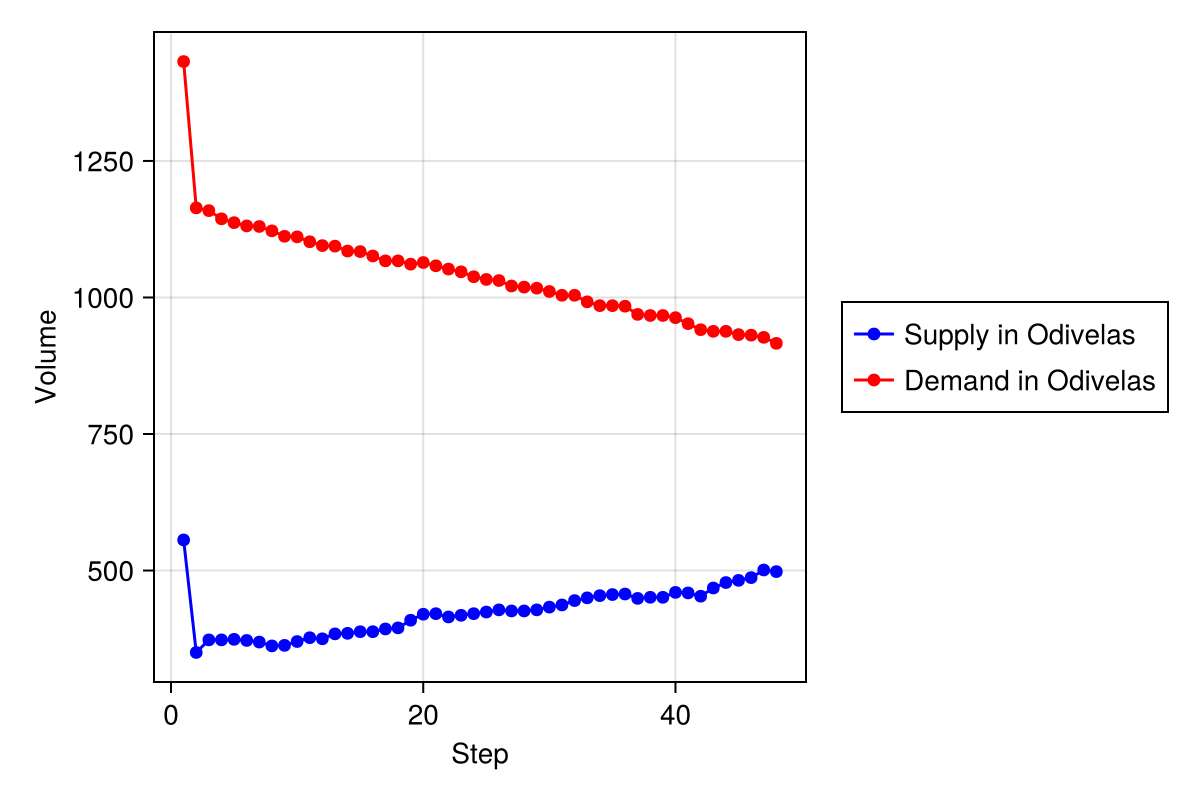 1250
1000
750
500
Volume
0 20 40
Step
Supply in Odivelas
Demand in Odivelas